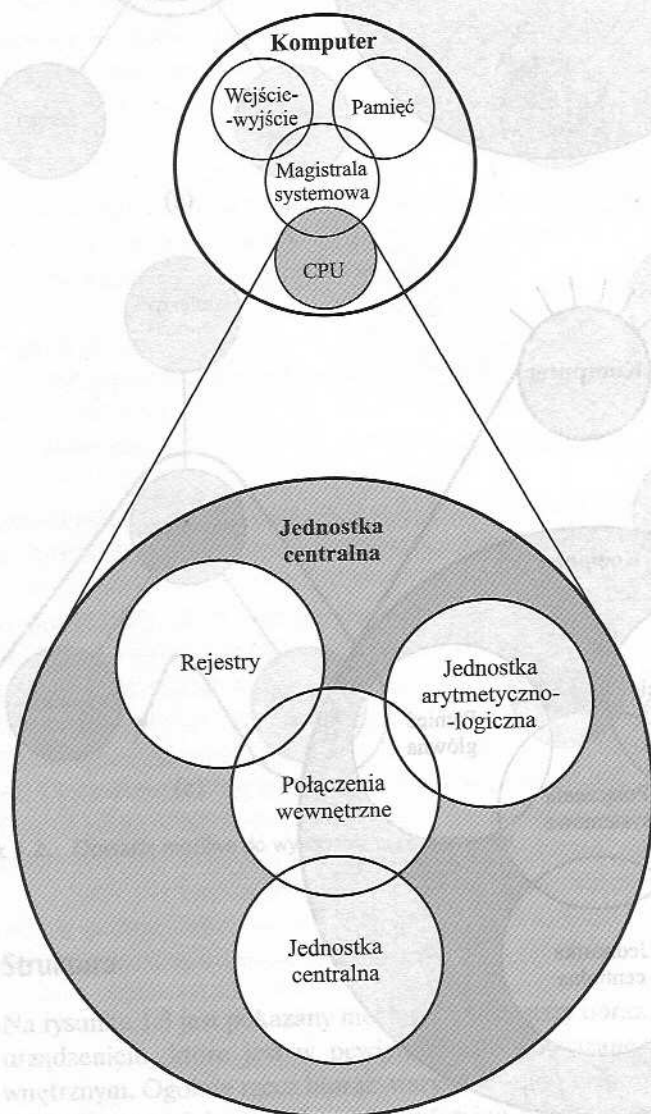 Komputer
Wejście-
-wyjście
Pamięć
Magistrala
systemowa
CPU
Jednostka
centralna
Rejestry
Jednostka
arytmetyczno-
-logiczna
Połączenia
wewnętrzne
Jednostka
centralna